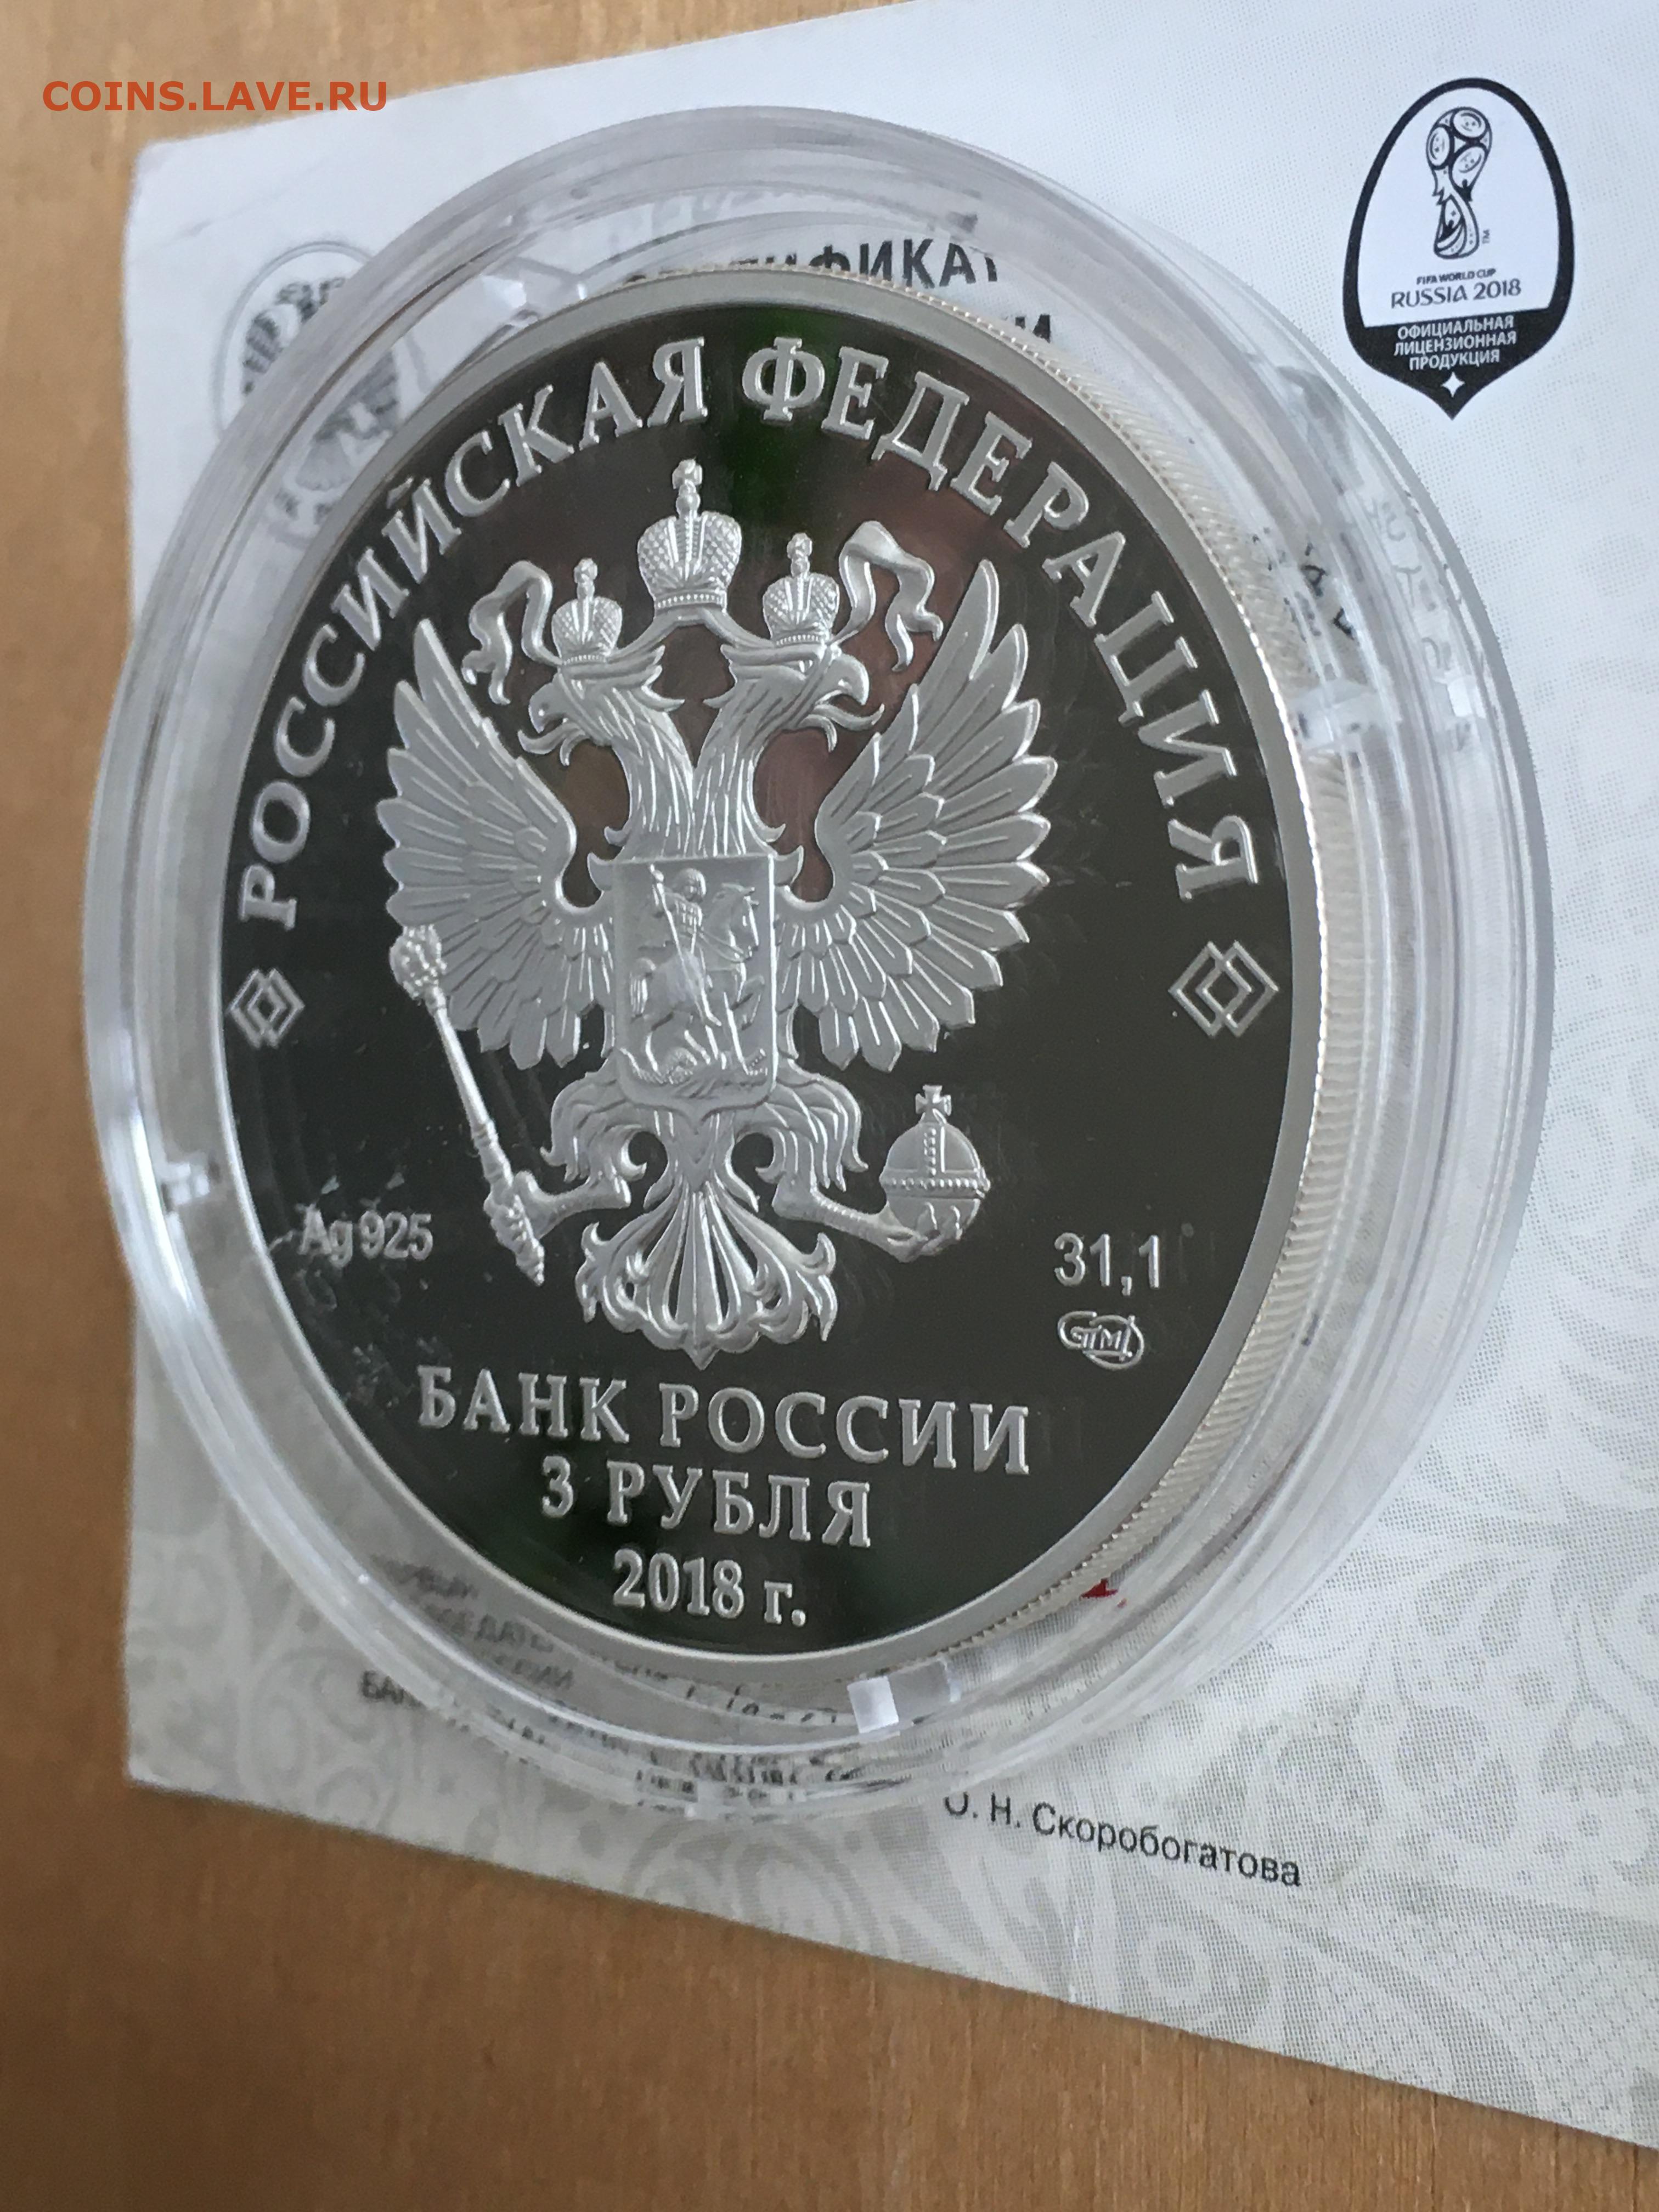 COINS.LAVE.RU
FIFA WORLD CUP
RUSSIA 2018
ОФИЦИАЛЬНАЯ
ЛИЦЕНЗИОННАЯ
ПРОДУКЦИЯ
РОССИЙСКАЯ ФЕДЕРАЦИЯ
Ag 925
31,1
БАНК РОССИИ
3 РУБЛЯ
2018 г.
О. Н. Скоробогатова